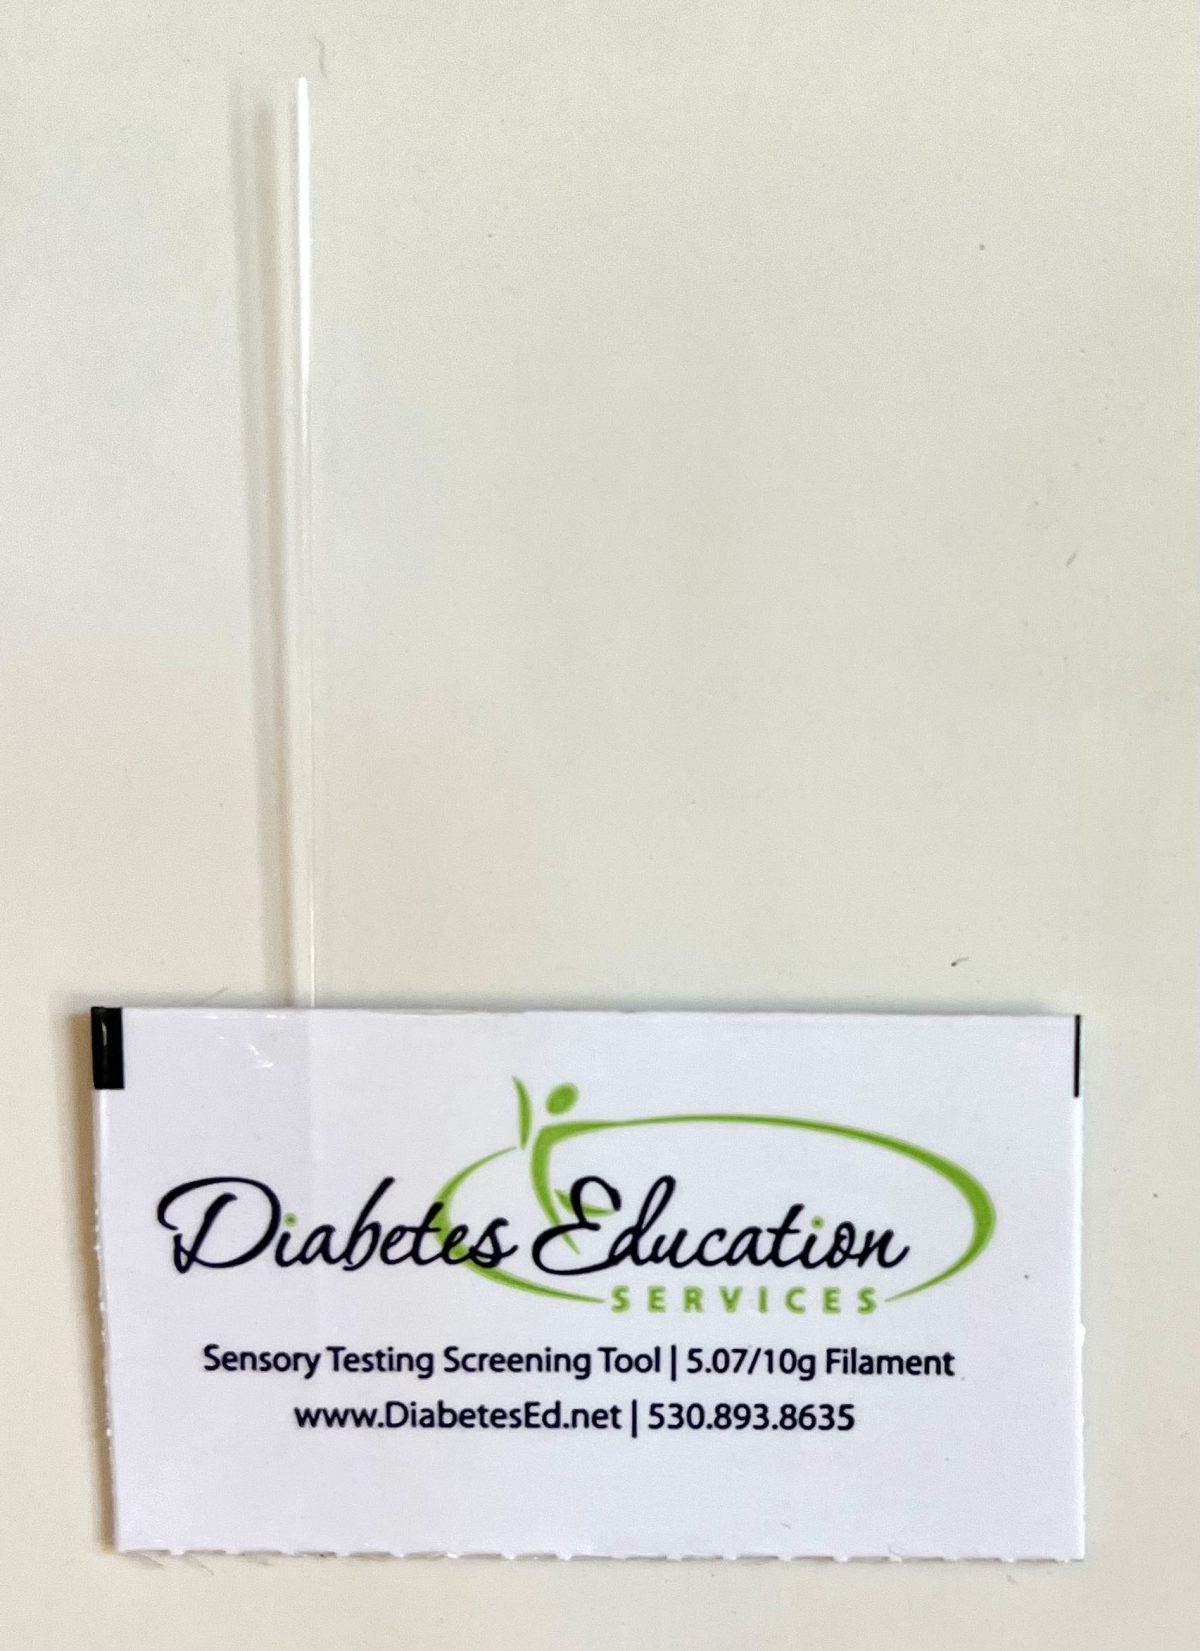 Diabetes Education
SERVICES
Sensory Testing Screening Tool | 5.07/10g Filament
www.DiabetesEd.net | 530.893.8635